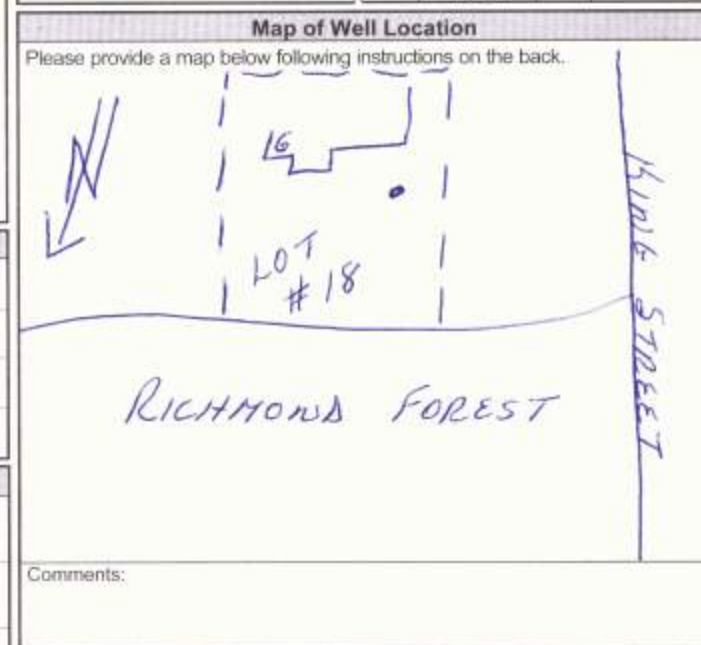 Map of Well Location
Please provide a map below following instructions on the back.
N
16
LOT
# 18
KING STREET
RICHMOND FOREST
Comments: